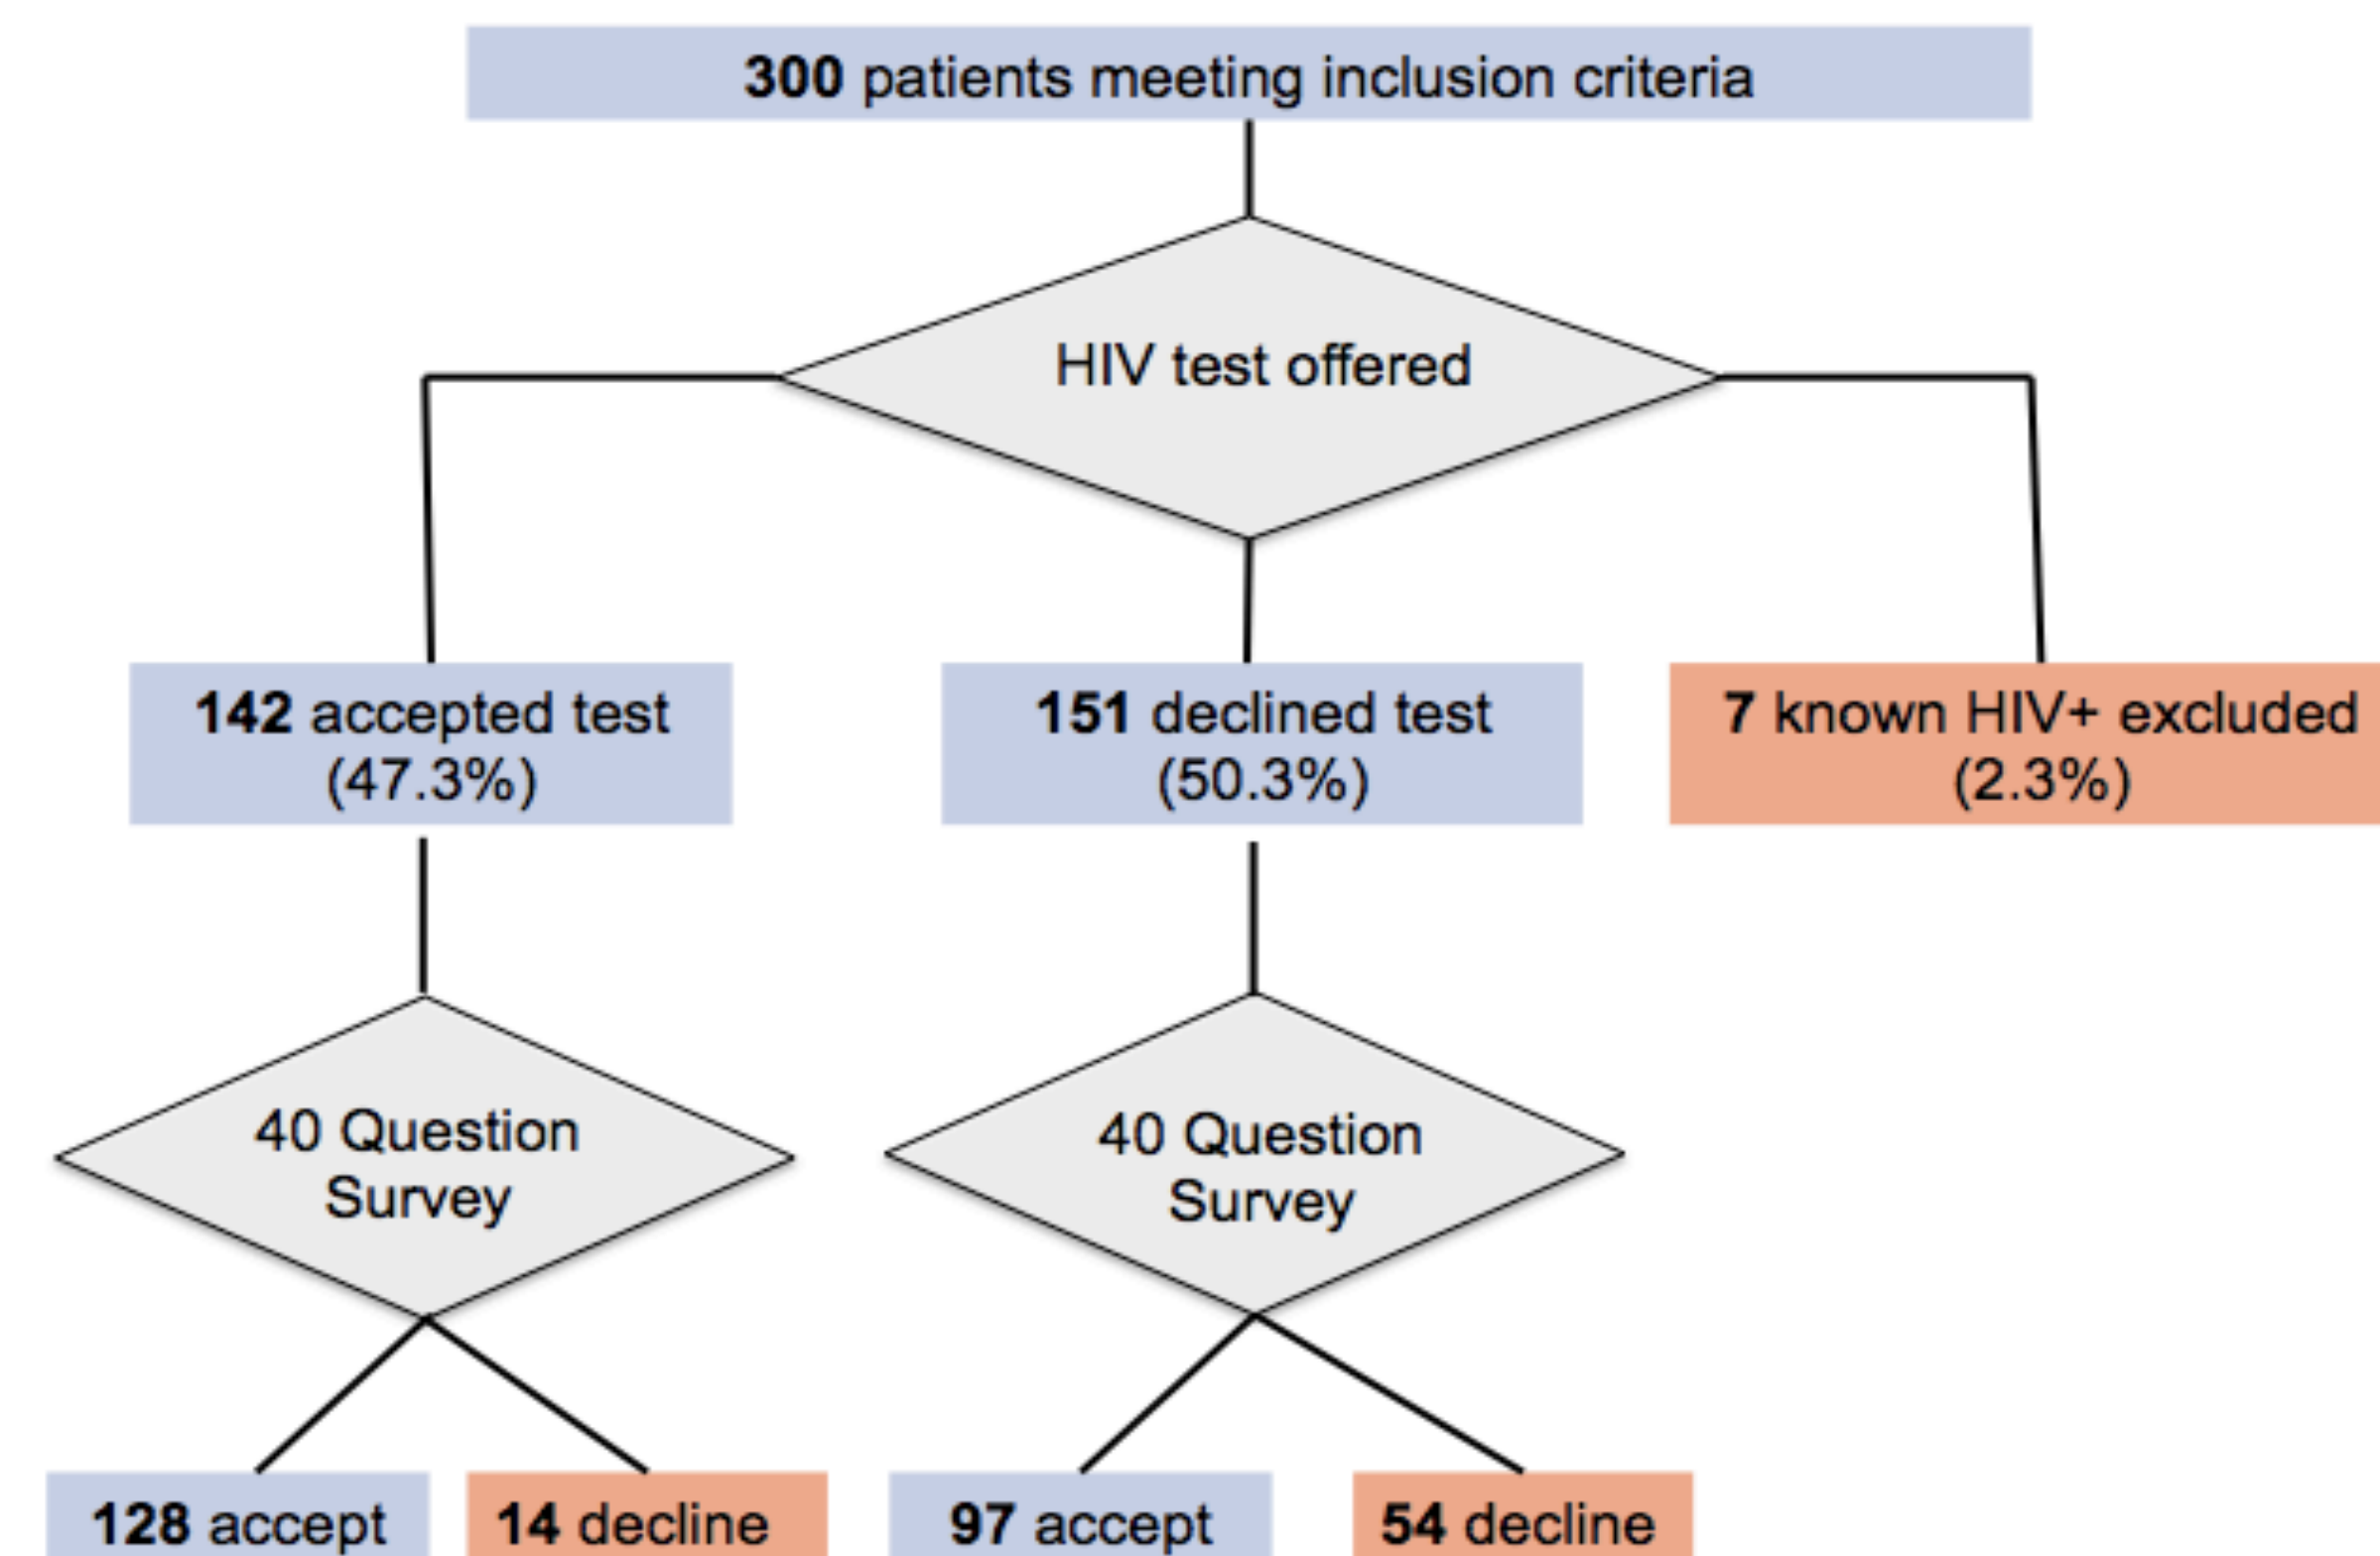 300 patients meeting inclusion criteria
HIV test offered
142 accepted test
(47.3%)
151 declined test
(50.3%)
7 known HIV+ excluded
(2.3%)
40 Question
Survey
40 Question
Survey
128 accept
14 decline
97 accept
54 decline